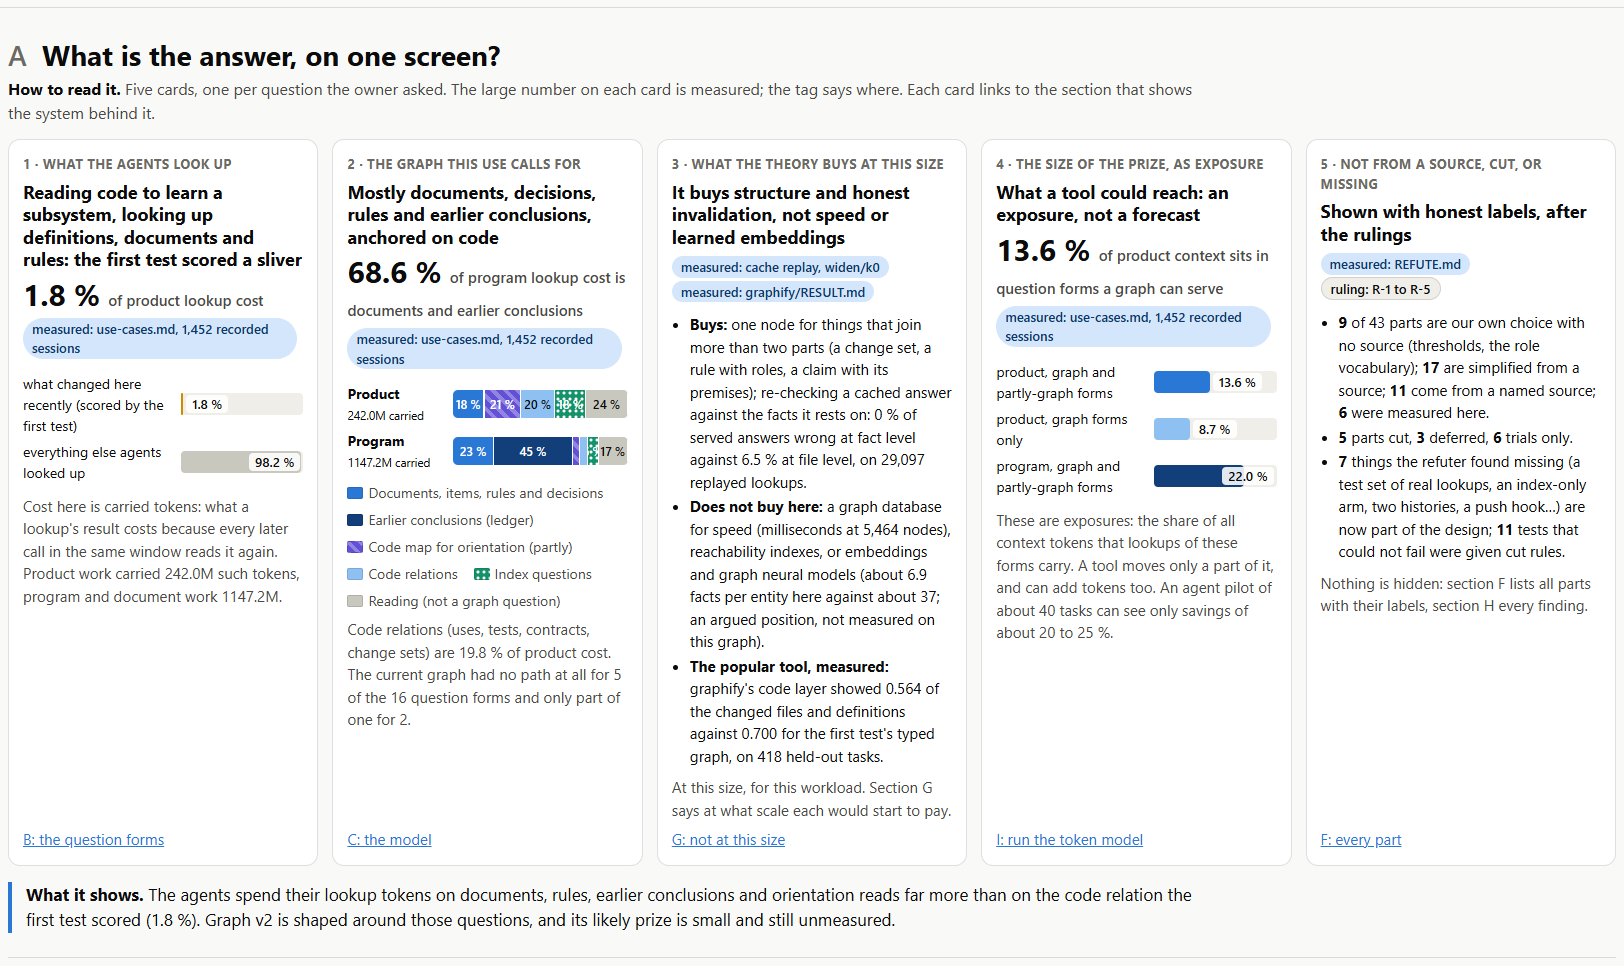 A What is the answer, on one screen?
How to read it. Five cards, one per question the owner asked. The large number on each card is measured; the tag says where. Each card links to the section that shows
the system behind it.
1 · WHAT THE AGENTS LOOK UP
Reading code to learn a
subsystem, looking up
definitions, documents and
rules: the first test scored a sliver
1.8 % of product lookup cost
measured: use-cases.md, 1,452 recorded
sessions
what changed here
recently (scored by the
first test)
1.8 %
everything else agents
looked up
98.2 %
Cost here is carried tokens: what a
lookup's result costs because every later
call in the same window reads it again.
Product work carried 242.0M such tokens,
program and document work 1147.2M.
B: the question forms
2 · THE GRAPH THIS USE CALLS FOR
Mostly documents, decisions,
rules and earlier conclusions,
anchored on code
68.6 % of program lookup cost is
documents and earlier conclusions
measured: use-cases.md, 1,452 recorded
sessions
Product
242.0M carried
18 % 21 % 20 % 24 %
Program
1147.2M carried
23 % 45 % 17 %
Documents, items, rules and decisions
Earlier conclusions (ledger)
Code map for orientation (partly)
Code relations Index questions
Reading (not a graph question)
Code relations (uses, tests, contracts,
change sets) are 19.8 % of product cost.
The current graph had no path at all for 5
of the 16 question forms and only part of
one for 2.
C: the model
3 · WHAT THE THEORY BUYS AT THIS SIZE
It buys structure and honest
invalidation, not speed or
learned embeddings
measured: cache replay, widen/k0
measured: graphify/RESULT.md
• Buys: one node for things that join
more than two parts (a change set, a
rule with roles, a claim with its
premises); re-checking a cached answer
against the facts it rests on: 0 % of
served answers wrong at fact level
against 6.5 % at file level, on 29,097
replayed lookups.
• Does not buy here: a graph database
for speed (milliseconds at 5,464 nodes),
reachability indexes, or embeddings
and graph neural models (about 6.9
facts per entity here against about 37;
an argued position, not measured on
this graph).
• The popular tool, measured:
graphify's code layer showed 0.564 of
the changed files and definitions
against 0.700 for the first test's typed
graph, on 418 held-out tasks.
At this size, for this workload. Section G
says at what scale each would start to pay.
G: not at this size
4 · THE SIZE OF THE PRIZE, AS EXPOSURE
What a tool could reach: an
exposure, not a forecast
13.6 % of product context sits in
question forms a graph can serve
measured: use-cases.md, 1,452 recorded
sessions
product, graph and
partly-graph forms
13.6 %
product, graph forms
only
8.7 %
program, graph and
partly-graph forms
22.0 %
These are exposures: the share of all
context tokens that lookups of these
forms carry. A tool moves only a part of it,
and can add tokens too. An agent pilot of
about 40 tasks can see only savings of
about 20 to 25 %.
I: run the token model
5 · NOT FROM A SOURCE, CUT, OR
MISSING
Shown with honest labels, after
the rulings
measured: REFUTE.md
ruling: R-1 to R-5
• 9 of 43 parts are our own choice with
no source (thresholds, the role
vocabulary); 17 are simplified from a
source; 11 come from a named source;
6 were measured here.
• 5 parts cut, 3 deferred, 6 trials only.
• 7 things the refuter found missing (a
test set of real lookups, an index-only
arm, two histories, a push hook...) are
now part of the design; 11 tests that
could not fail were given cut rules.
Nothing is hidden: section F lists all parts
with their labels, section H every finding.
F: every part
What it shows. The agents spend their lookup tokens on documents, rules, earlier conclusions and orientation reads far more than on the code relation the
first test scored (1.8 %). Graph v2 is shaped around those questions, and its likely prize is small and still unmeasured.